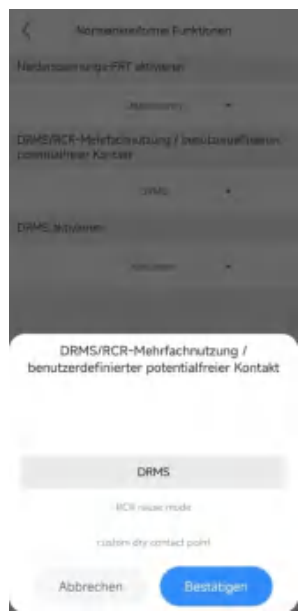 Normenkonformer Funktionen
Niederspannungs-FRT aktivieren
DRMS/RCR-Mehrfachnutzung / benutzerdefinierter
potentialfreier Kontakt
DRMS
DRMS aktivieren
DRMS/RCR-Mehrfachnutzung /
benutzerdefinierter potentialfreier Kontakt
DRMS
RCR reuse mode
custom dry contact point
Abbrechen
Bestätigen